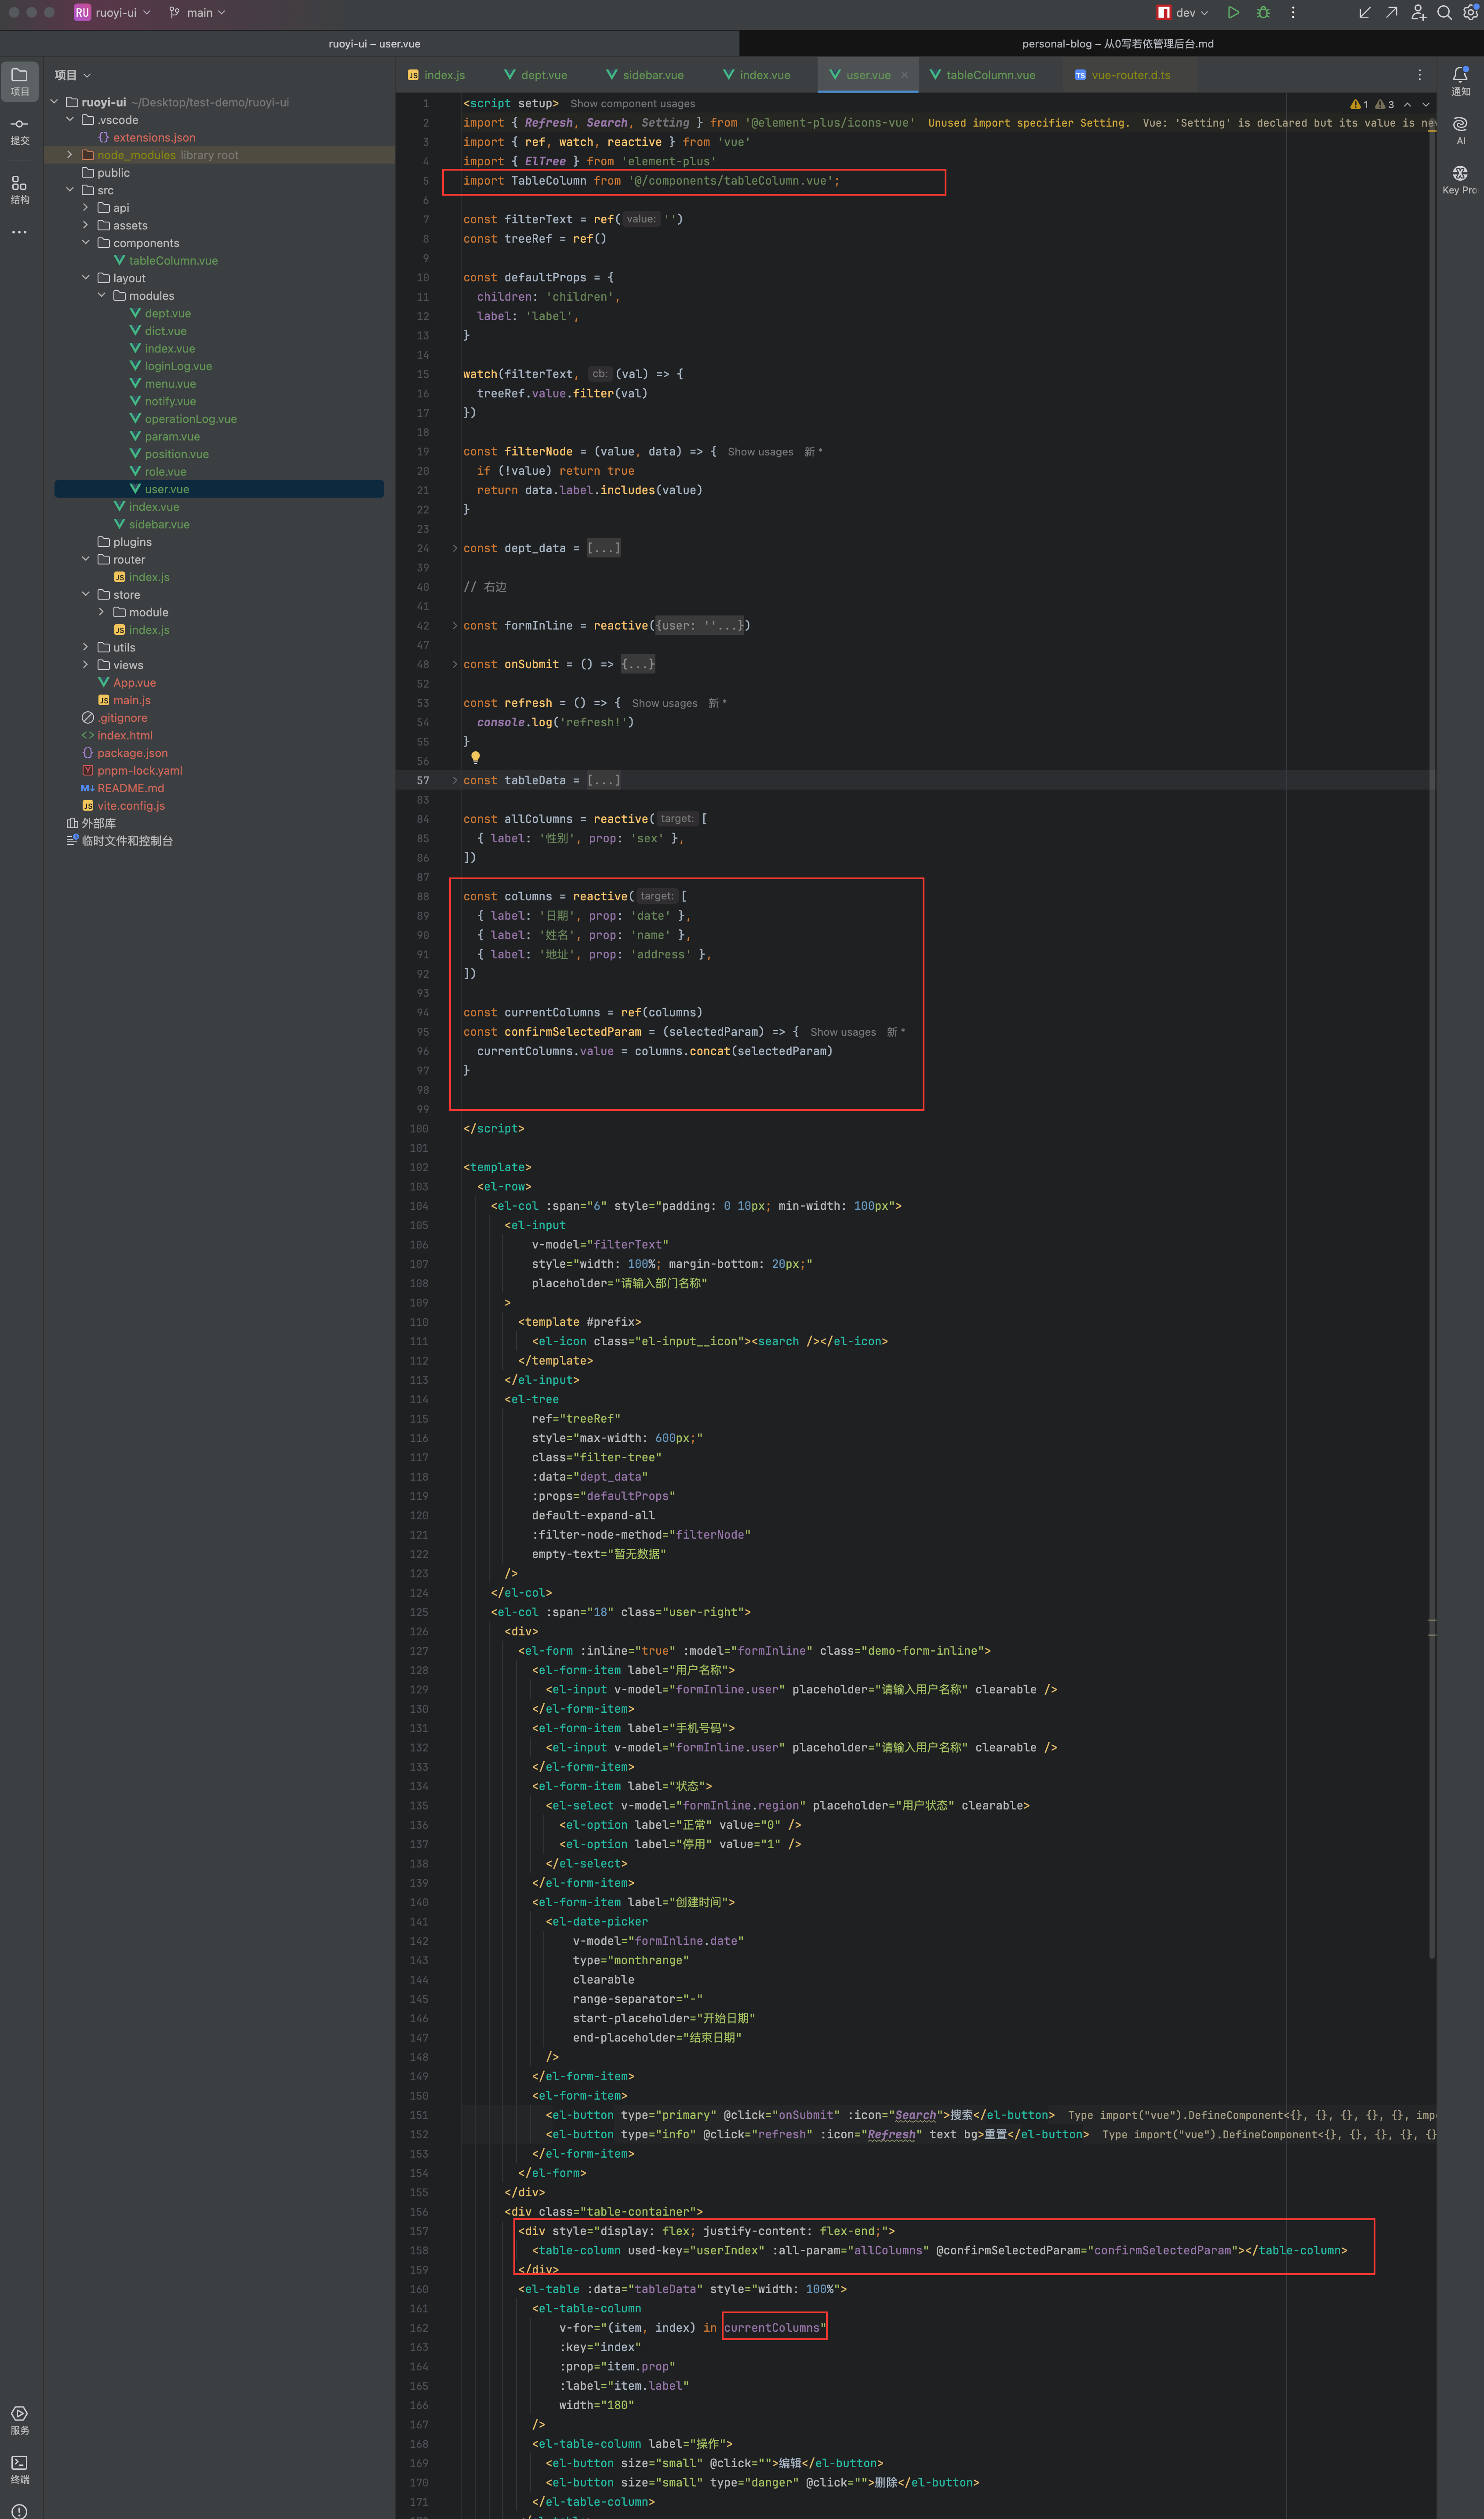 RU ruoyi-ui main dev
ruoyi-ui – user.vue
personal-blog – 从0写若依管理后台.md
项目
提交
结构
服务
终端
项目
ruoyi-ui ~/Desktop/test-demo/ruoyi-ui
.vscode
extensions.json
node_modules library root
public
src
api
assets
components
tableColumn.vue
layout
modules
dept.vue
dict.vue
index.vue
loginLog.vue
menu.vue
notify.vue
operationLog.vue
param.vue
position.vue
role.vue
user.vue
index.vue
sidebar.vue
plugins
router
index.js
store
module
index.js
utils
views
App.vue
main.js
.gitignore
index.html
package.json
pnpm-lock.yaml
README.md
vite.config.js
外部库
临时文件和控制台
index.js dept.vue sidebar.vue index.vue user.vue tableColumn.vue vue-router.d.ts
通知
AI
Key Pro
1 3
1 <script setup> Show component usages
2 import { Refresh, Search, Setting } from '@element-plus/icons-vue' Unused import specifier Setting. Vue: 'Setting' is declared but its value is ne
3 import { ref, watch, reactive } from 'vue'
4 import { ElTree } from 'element-plus'
5 import TableColumn from '@/components/tableColumn.vue';
6
7 const filterText = ref( value: '')
8 const treeRef = ref()
9
10 const defaultProps = {
11 children: 'children',
12 label: 'label',
13 }
14
15 watch(filterText, cb: (val) => {
16 treeRef.value.filter(val)
17 })
18
19 const filterNode = (value, data) => { Show usages 新 *
20 if (!value) return true
21 return data.label.includes(value)
22 }
23
24 const dept_data = [...]
39
40 // 右边
41
42 const formInline = reactive({user: ''...})
47
48 const onSubmit = () => {...}
52
53 const refresh = () => { Show usages 新 *
54 console.log('refresh!')
55 }
56
57 const tableData = [...]
83
84 const allColumns = reactive( target: [
85 { label: '性别', prop: 'sex' },
86 ])
87
88 const columns = reactive( target: [
89 { label: '日期', prop: 'date' },
90 { label: '姓名', prop: 'name' },
91 { label: '地址', prop: 'address' },
92 ])
93
94 const currentColumns = ref(columns)
95 const confirmSelectedParam = (selectedParam) => { Show usages 新 *
96 currentColumns.value = columns.concat(selectedParam)
97 }
98
99
100 </script>
101
102 <template>
103 <el-row>
104 <el-col :span="6" style="padding: 0 10px; min-width: 100px">
105 <el-input
106 v-model="filterText"
107 style="width: 100%; margin-bottom: 20px;"
108 placeholder="请输入部门名称"
109 >
110 <template #prefix>
111 <el-icon class="el-input__icon"><search /></el-icon>
112 </template>
113 </el-input>
114 <el-tree
115 ref="treeRef"
116 style="max-width: 600px;"
117 class="filter-tree"
118 :data="dept_data"
119 :props="defaultProps"
120 default-expand-all
121 :filter-node-method="filterNode"
122 empty-text="暂无数据"
123 />
124 </el-col>
125 <el-col :span="18" class="user-right">
126 <div>
127 <el-form :inline="true" :model="formInline" class="demo-form-inline">
128 <el-form-item label="用户名称">
129 <el-input v-model="formInline.user" placeholder="请输入用户名称" clearable />
130 </el-form-item>
131 <el-form-item label="手机号码">
132 <el-input v-model="formInline.user" placeholder="请输入用户名称" clearable />
133 </el-form-item>
134 <el-form-item label="状态">
135 <el-select v-model="formInline.region" placeholder="用户状态" clearable>
136 <el-option label="正常" value="0" />
137 <el-option label="停用" value="1" />
138 </el-select>
139 </el-form-item>
140 <el-form-item label="创建时间">
141 <el-date-picker
142 v-model="formInline.date"
143 type="monthrange"
144 clearable
145 range-separator="-"
146 start-placeholder="开始日期"
147 end-placeholder="结束日期"
148 />
149 </el-form-item>
150 <el-form-item>
151 <el-button type="primary" @click="onSubmit" :icon="Search">搜索</el-button> Type import("vue").DefineComponent<{}, {}, {}, {}, {}, impo
152 <el-button type="info" @click="refresh" :icon="Refresh" text bg>重置</el-button> Type import("vue").DefineComponent<{}, {}, {}, {}, {}
153 </el-form-item>
154 </el-form>
155 </div>
156 <div class="table-container">
157 <div style="display: flex; justify-content: flex-end;">
158 <table-column used-key="userIndex" :all-param="allColumns" @confirmSelectedParam="confirmSelectedParam"></table-column>
159 </div>
160 <el-table :data="tableData" style="width: 100%">
161 <el-table-column
162 v-for="(item, index) in currentColumns"
163 :key="index"
164 :prop="item.prop"
165 :label="item.label"
166 width="180"
167 />
168 <el-table-column label="操作">
169 <el-button size="small" @click="">编辑</el-button>
170 <el-button size="small" type="danger" @click="">删除</el-button>
171 </el-table-column>